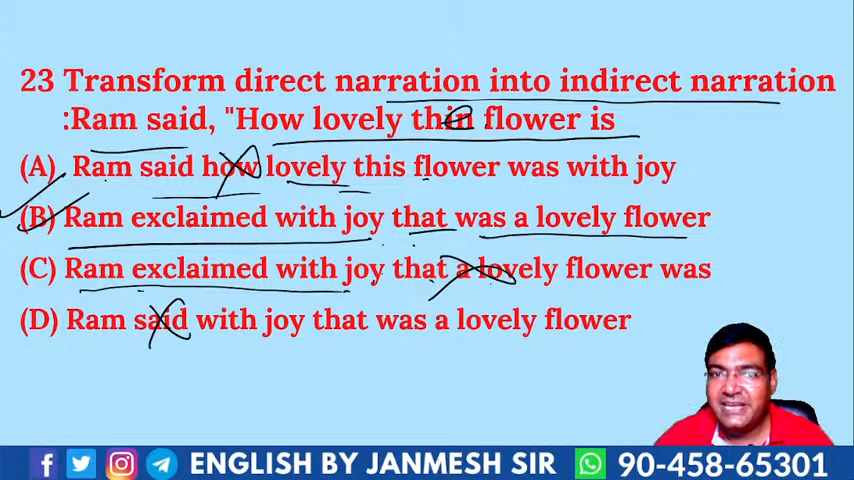 23 Transform direct narration into indirect narration
:Ram said, "How lovely flower is
(A) Ram said how lovely this flower was with joy
(B) Ram exclaimed with joy that was a lovely flower
(C) Ram exclaimed with joy that a lovely flower was
(D) Ram said with joy that was a lovely flower
ENGLISH BY JANMESH SIR 90-458-65301